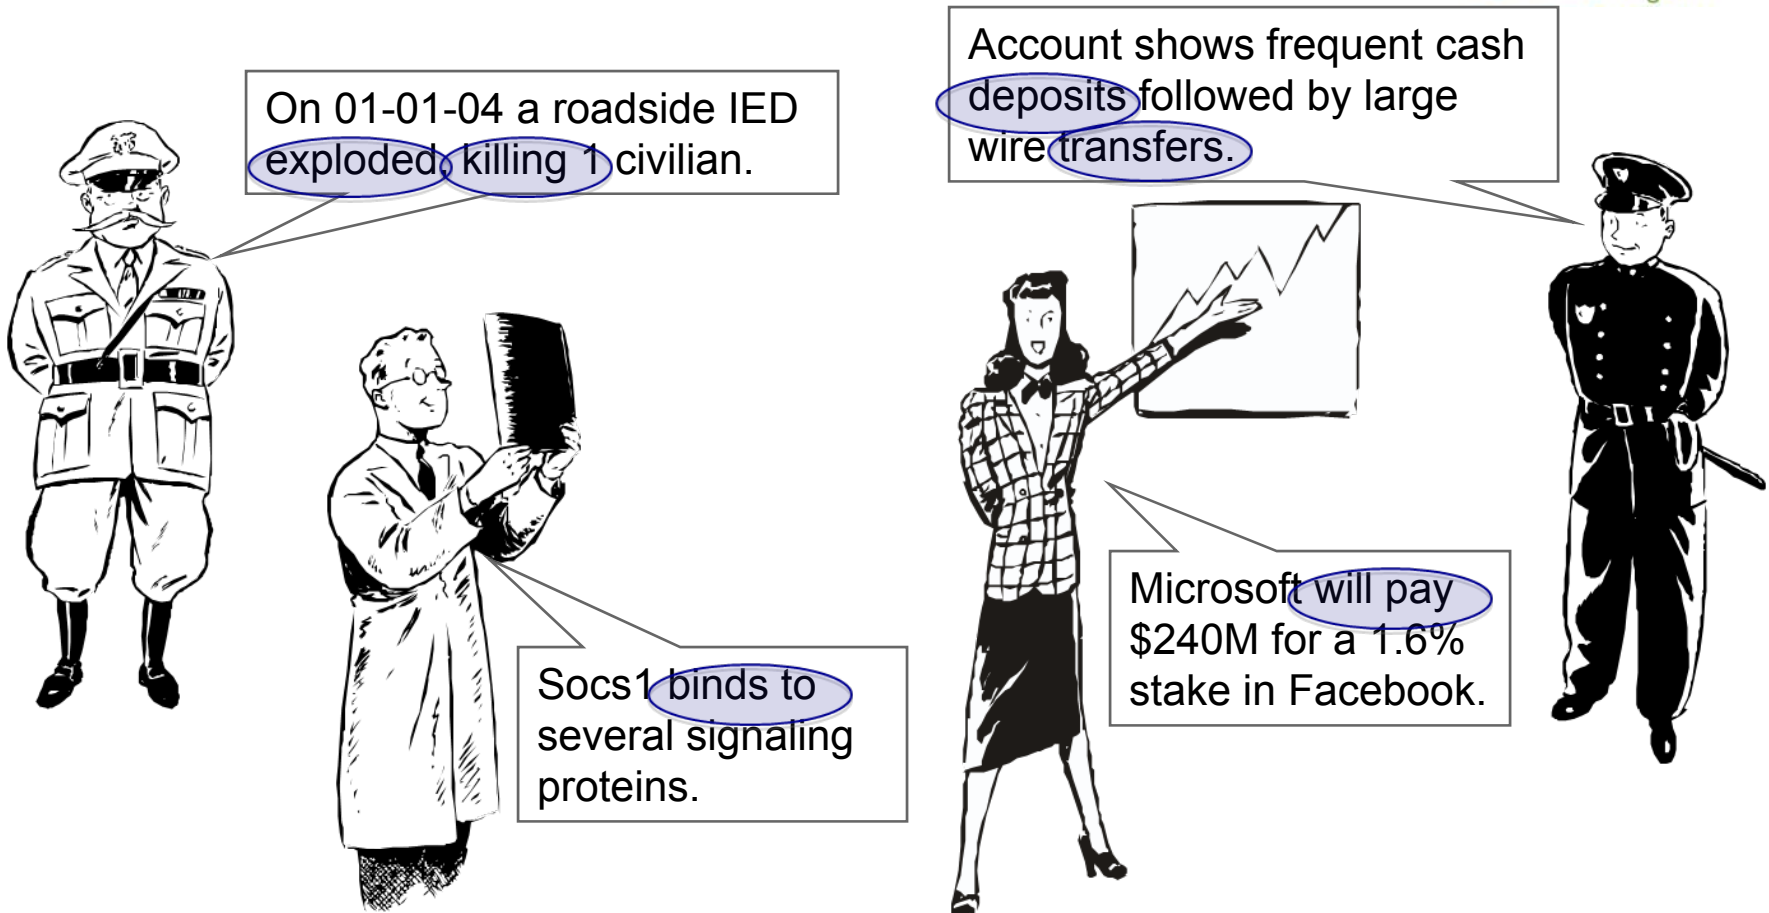 On 01-01-04 a roadside IED
exploded, killing 1 civilian.
Account shows frequent cash
deposits followed by large
wire transfers.
Socs1 binds to
several signaling
proteins.
Microsoft will pay
$240M for a 1.6%
stake in Facebook.